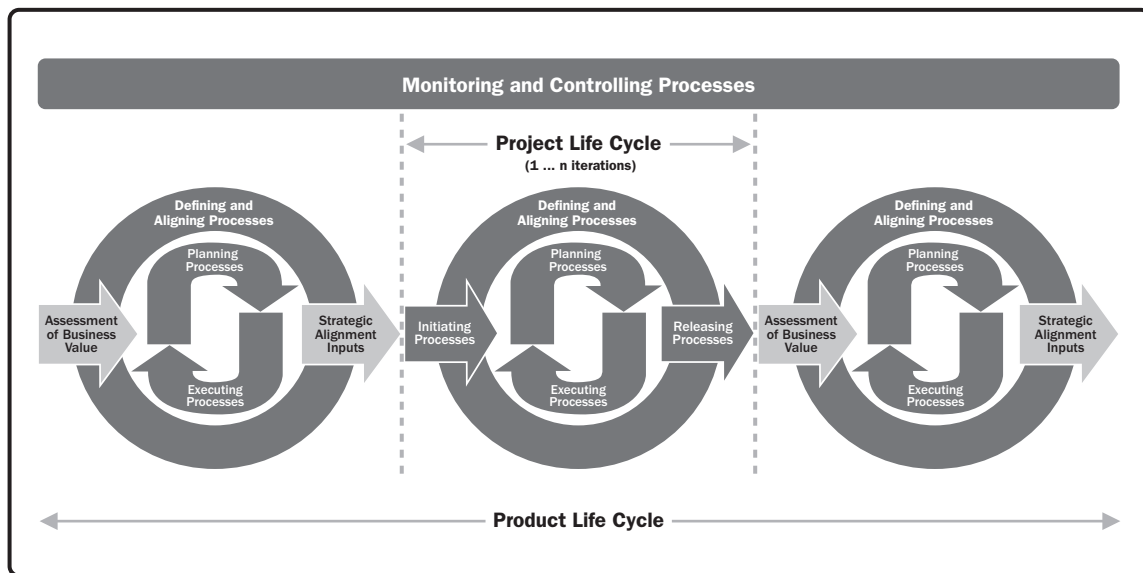 Monitoring and Controlling Processes
Project Life Cycle
(1 ... n iterations)
Defining and
Aligning Processes
Planning
Processes
Assessment
of Business
Value
Strategic
Alignment
Inputs
Executing
Processes
Defining and
Aligning Processes
Planning
Processes
Initiating
Processes
Releasing
Processes
Executing
Processes
Defining and
Aligning Processes
Planning
Processes
Assessment
of Business
Value
Strategic
Alignment
Inputs
Executing
Processes
Product Life Cycle